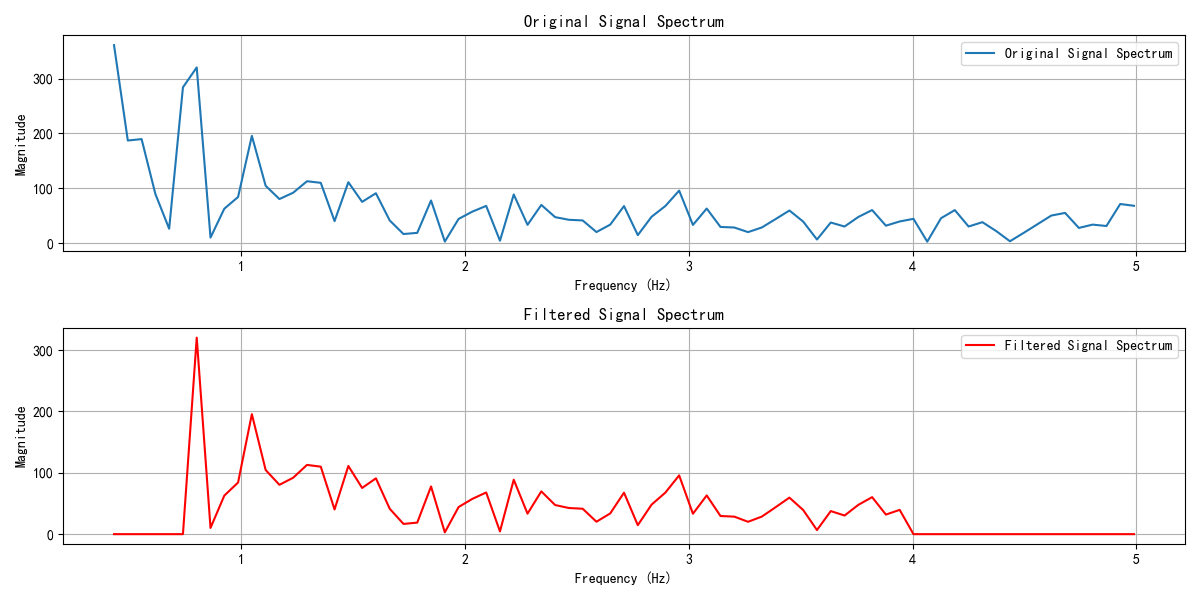 Original Signal Spectrum
Original Signal Spectrum
Magnitude
300
200
100
0
1 2 3 4 5
Frequency (Hz)
Filtered Signal Spectrum
Filtered Signal Spectrum
Magnitude
300
200
100
0
1 2 3 4 5
Frequency (Hz)